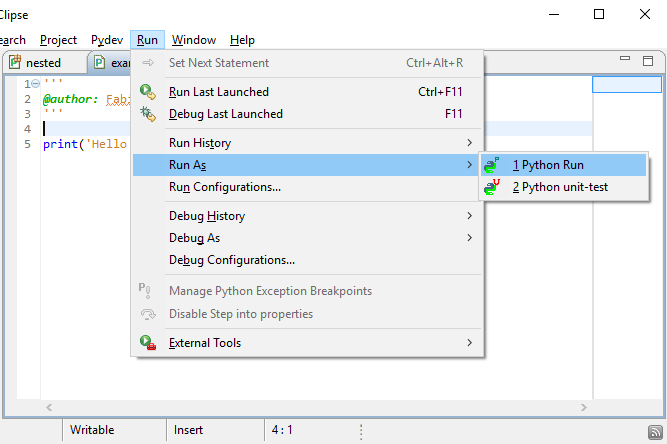 Clipse
earch Project Pydev Run Window Help
nested exa
Set Next Statement Ctrl+Alt+R
1 '''
2 @author: Fabi
3 '''
4
5 print('Hello
Run Last Launched Ctrl+F11
Debug Last Launched F11
Run History
Run As
1 Python Run
2 Python unit-test
Run Configurations...
Debug History
Debug As
Debug Configurations...
Manage Python Exception Breakpoints
Disable Step into properties
External Tools
Writable Insert 4 : 1